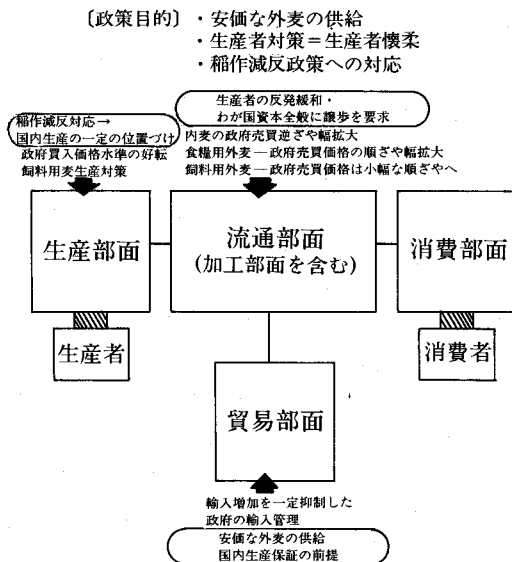 〔政策目的〕・安価な外麦の供給
・生産者対策＝生産者懐柔
・稲作減反政策への対応
稲作減反対応→
国内生産の一定の位置づけ
政府買入価格水準の好転
飼料用麦生産対策
生産者の反発緩和・
わが国資本全般に譲歩を要求
内麦の政府売買逆ざや幅拡大
食糧用外麦―政府売買価格の順ざや幅拡大
飼料用外麦―政府売買価格は小幅な順ざやへ
生産部面
流通部面
(加工部面を含む)
消費部面
生産者
消費者
貿易部面
輸入増加を一定抑制した
政府の輸入管理
安価な外麦の供給
国内生産保証の前提